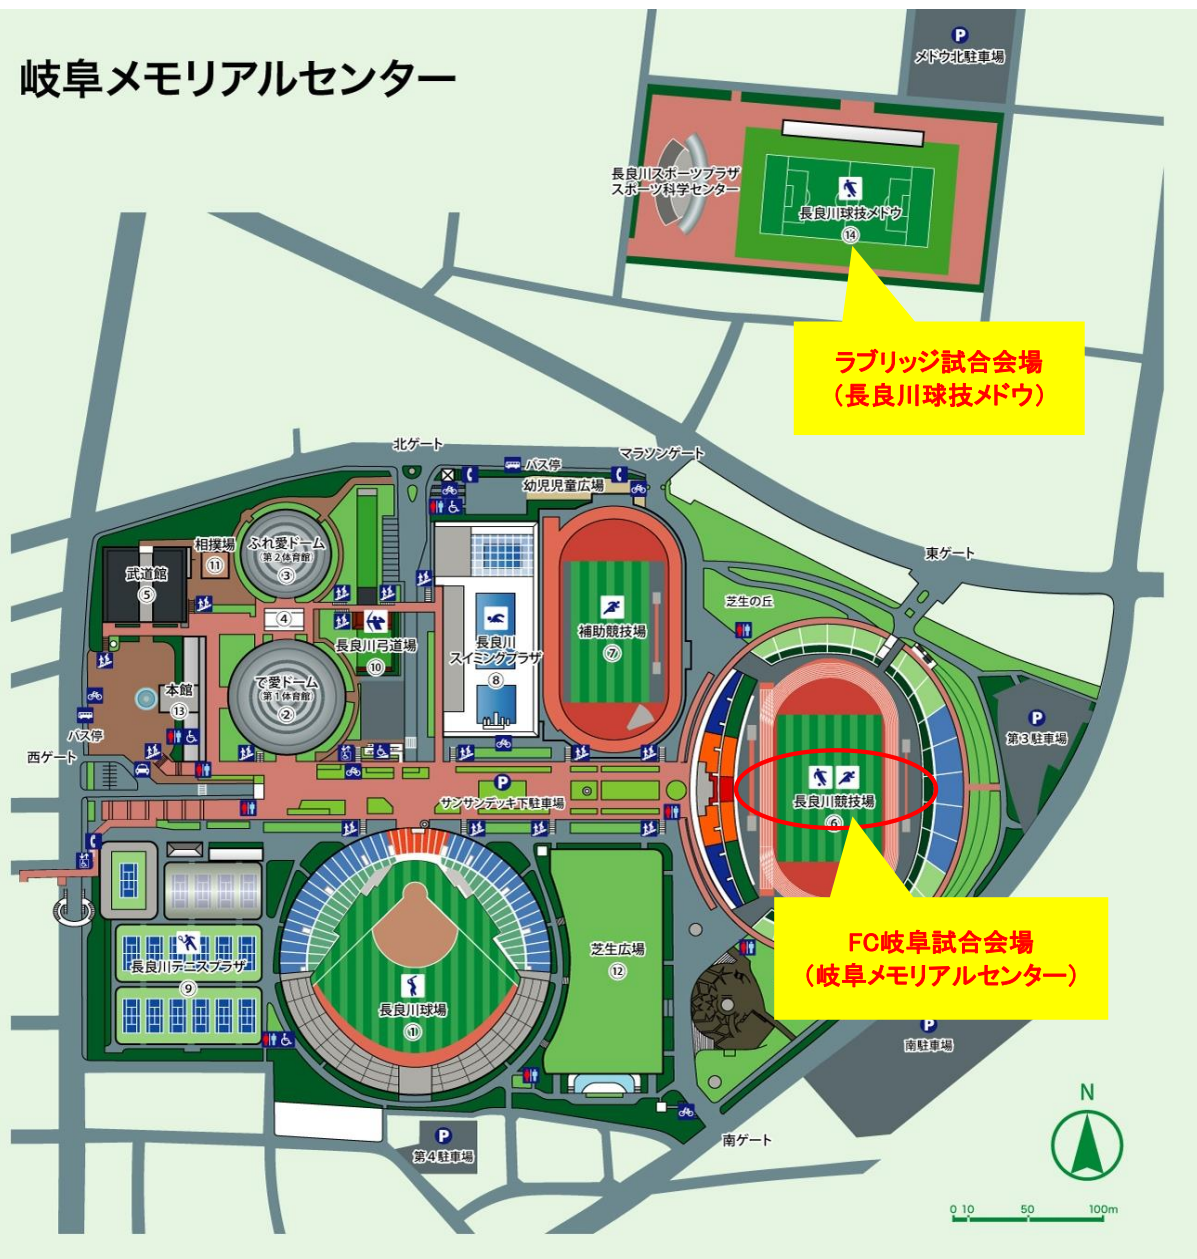 岐阜メモリアルセンター
P
メドウ北駐車場
長良川スポーツプラザ
スポーツ科学センター
長良川球技メドウ
⑭
ラブリッジ試合会場
（長良川球技メドウ）
北ゲート
マラソンゲート
バス停
幼児児童広場
東ゲート
相撲場
⑪
ふれ愛ドーム
（第2体育館）
③
武道館
⑤
④
芝生の丘
長良川弓道場
⑩
長良川
スイミングプラザ
⑧
補助競技場
⑦
で愛ドーム
（第1体育館）
②
本館
⑬
バス停
西ゲート
P
第3駐車場
P
サンサンデッキ下駐車場
長良川競技場
⑥
FC岐阜試合会場
（岐阜メモリアルセンター）
長良川テニスプラザ
⑨
長良川球場
①
芝生広場
⑫
P
南駐車場
P
第4駐車場
南ゲート
N
0 10 50 100m